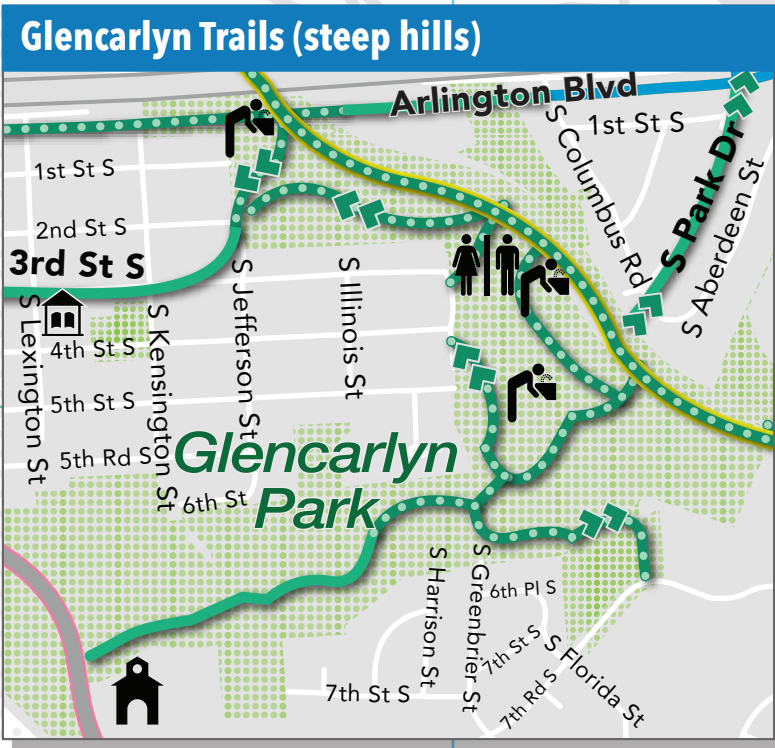 Glencarlyn Trails (steep hills)
Arlington Blvd
1st St S
S Columbus Rd
S Park Dr
S Aberdeen St
1st St S
2nd St S
3rd St S
S Lexington St
4th St S
S Kensington St
S Jefferson St
S Illinois St
5th St S
5th Rd S
6th St
Glencarlyn
Park
S Harrison St
S Greenbrier St
6th Pl S
7th St S
S Florida St
7th Rd S
7th St S